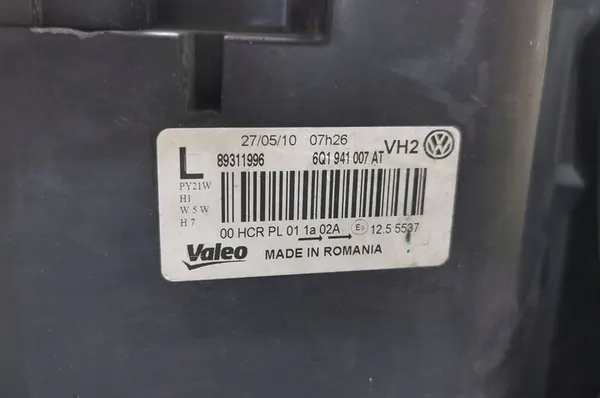 27/05/10 07h26
L 89311996 6Q1 941 007 AT VH2
PY21W
H1
W5W
H7
00 HCR PL 01 1a 02A 12.5 5537
Valeo MADE IN ROMANIA